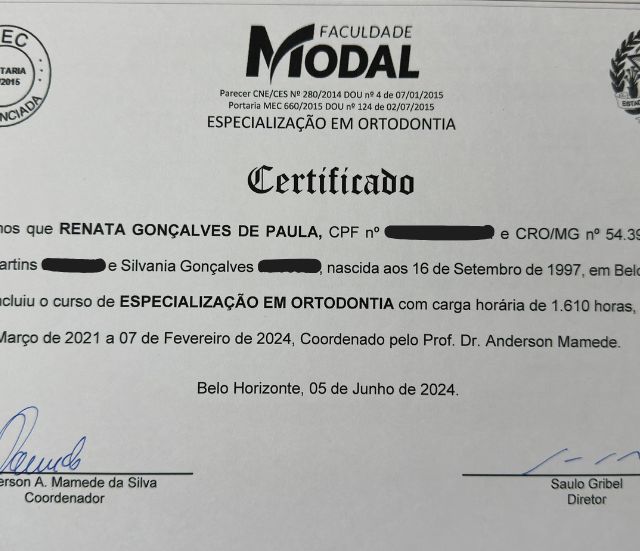 EC
TARIA
/2015
NCIADA
FACULDADE
MODAL
Parecer CNE/CES Nº 280/2014 DOU nº 4 de 07/01/2015
Portaria MEC 660/2015 DOU nº 124 de 02/07/2015
ESPECIALIZAÇÃO EM ORTODONTIA
Certificado
mos que RENATA GONÇALVES DE PAULA, CPF nº e CRO/MG nº 54.39
artins e Silvania Gonçalves , nascida aos 16 de Setembro de 1997, em Belo
ncluiu o curso de ESPECIALIZAÇÃO EM ORTODONTIA com carga horária de 1.610 horas,
Março de 2021 a 07 de Fevereiro de 2024, Coordenado pelo Prof. Dr. Anderson Mamede.
Belo Horizonte, 05 de Junho de 2024.
erson A. Mamede da Silva
Coordenador
Saulo Gribel
Diretor